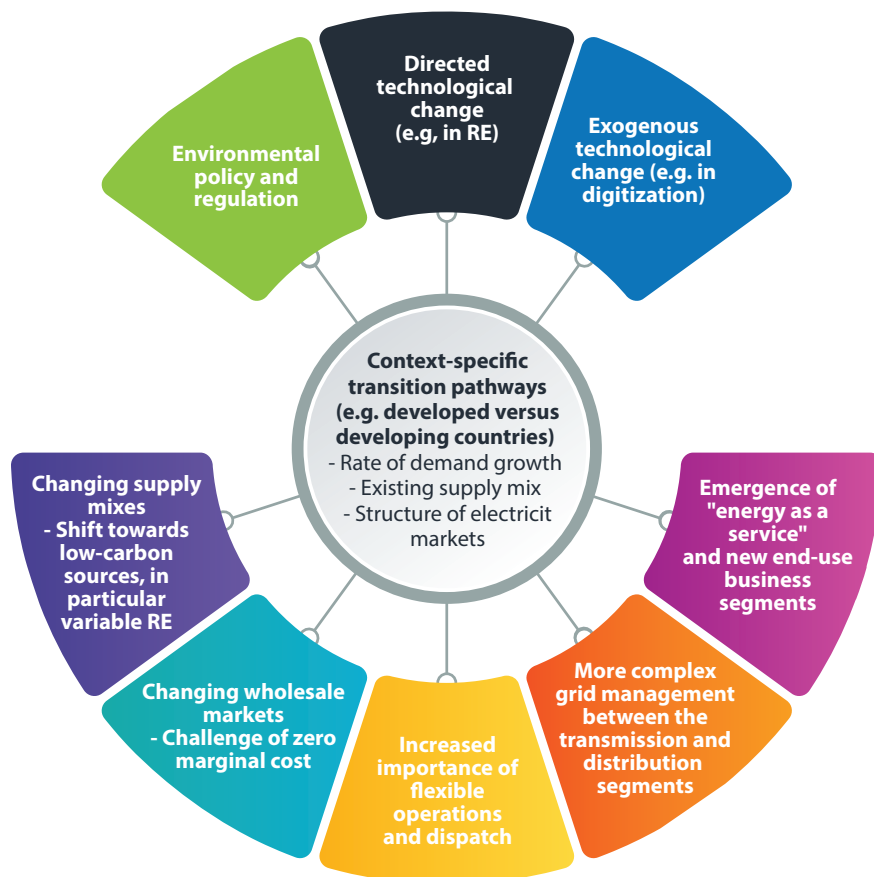 Directed
technological
change
(e.g, in RE)
Environmental
policy and
regulation
Exogenous
technological
change (e.g. in
digitization)
Context-specific
transition pathways
(e.g. developed versus
developing countries)
- Rate of demand growth
- Existing supply mix
- Structure of electricit
markets
Changing supply
mixes
- Shift towards
low-carbon
sources, in
particular
variable RE
Changing wholesale
markets
- Challenge of zero
marginal cost
Increased
importance of
flexible
operations
and dispatch
More complex
grid management
between the
transmission and
distribution
segments
Emergence of
"energy as a
service"
and new end-use
business
segments